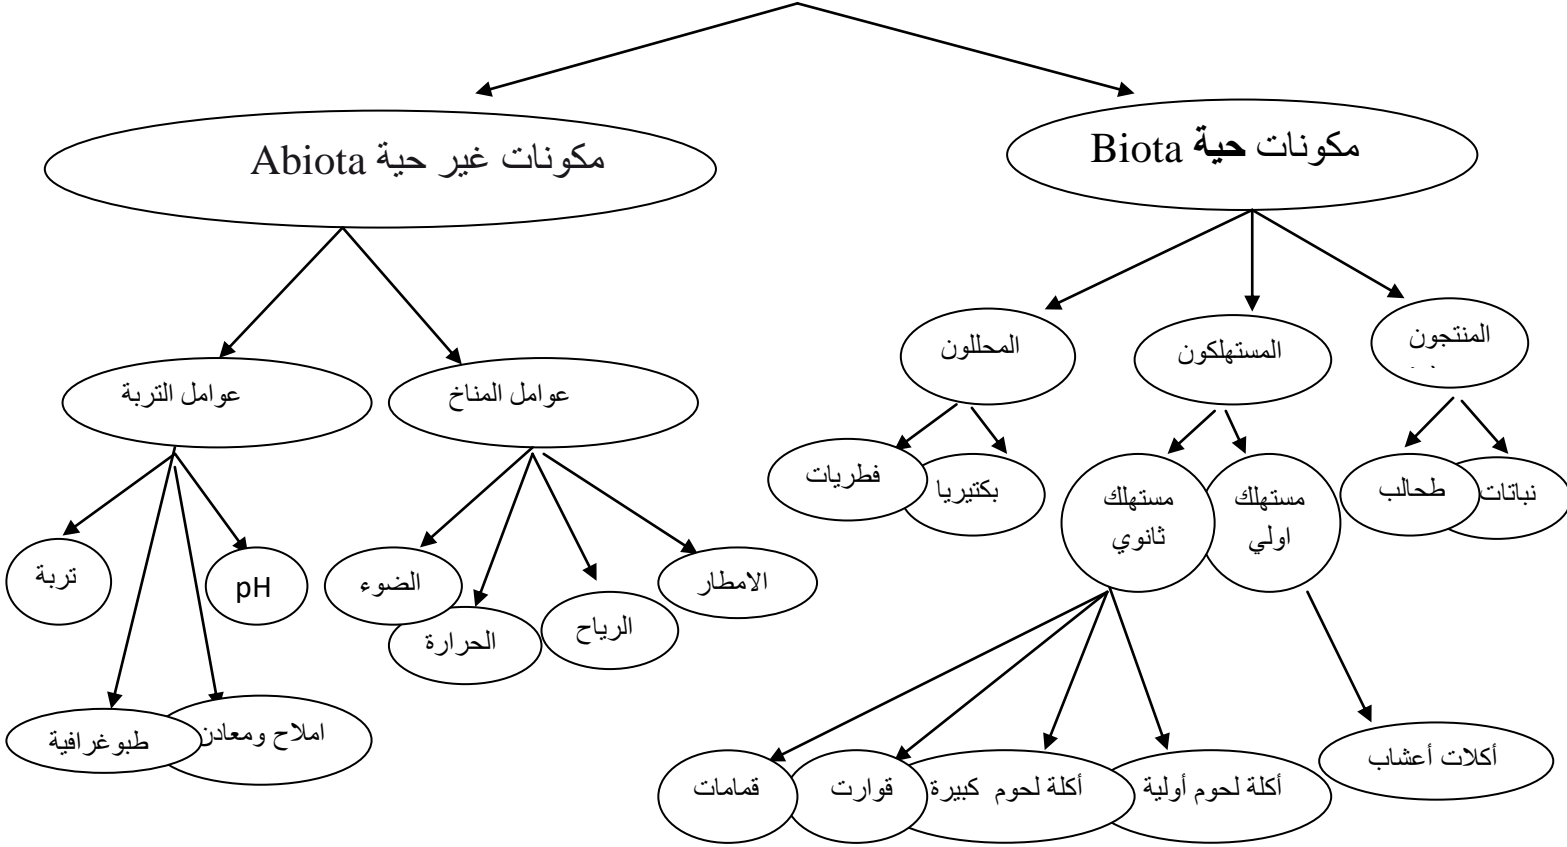 مكونات حية Biota
مكونات غير حية Abiota
المنتجون
المستهلكون
المحللون
عوامل المناخ
عوامل التربة
نباتات
طحالب
مستهلك
اولي
مستهلك
ثانوي
بكتيريا
فطريات
الامطار
الرياح
الحرارة
الضوء
pH
تربة
املاح ومعادن
طبوغرافية
أكلات أعشاب
أكلة لحوم أولية
أكلة لحوم كبيرة
قوارت
قمامات